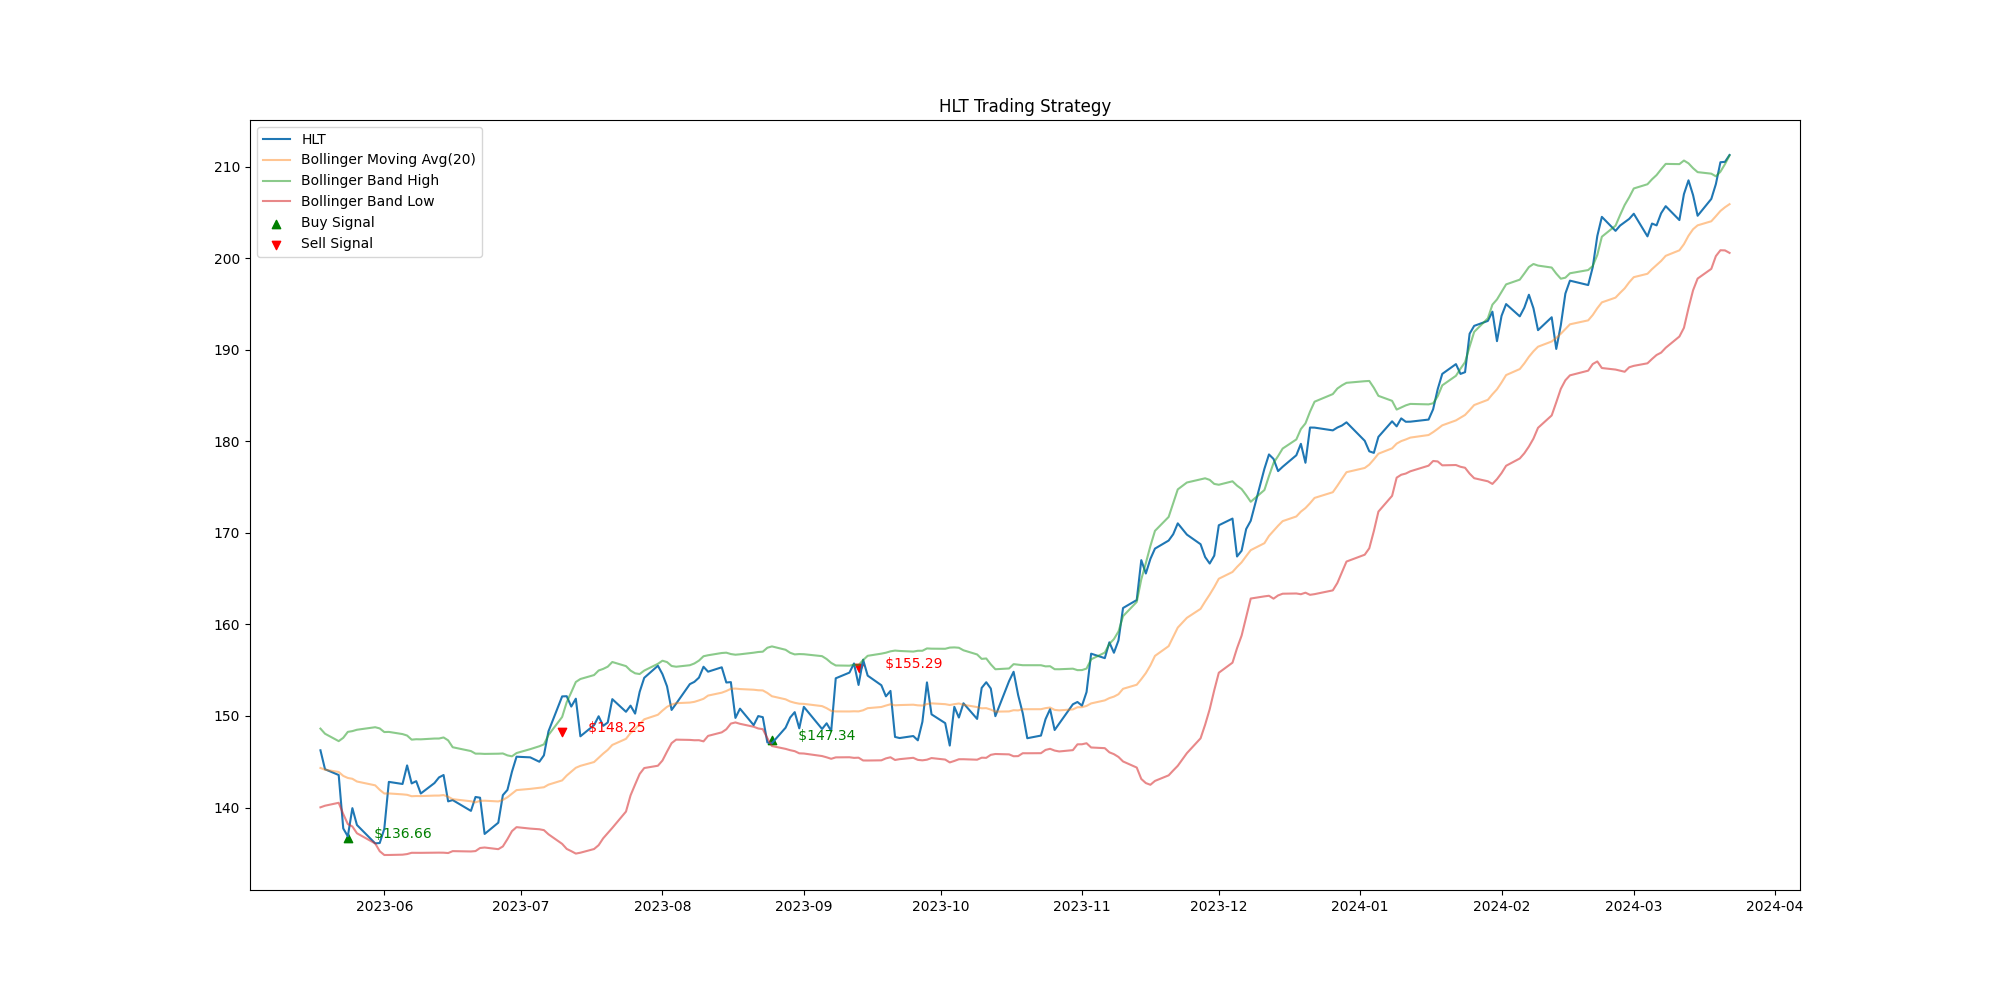 HLT Trading Strategy
HLT
Bollinger Moving Avg(20)
Bollinger Band High
Bollinger Band Low
Buy Signal
Sell Signal
210
200
190
180
170
160
150
140
$155.29
$148.25
$147.34
$136.66
2023-06 2023-07 2023-08 2023-09 2023-10 2023-11 2023-12 2024-01 2024-02 2024-03 2024-04